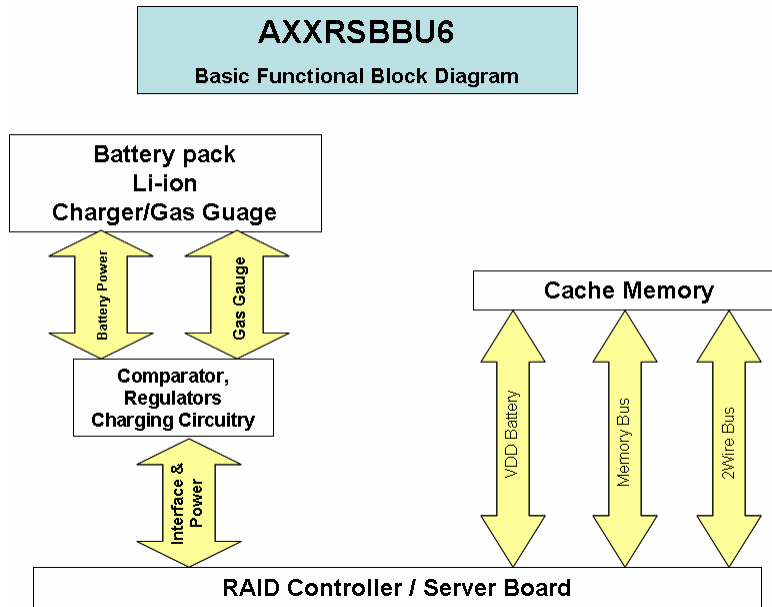 AXXRSBBU6
Basic Functional Block Diagram
Battery pack
Li-ion
Charger/Gas Guage
Battery Power
Gas Gauge
Cache Memory
Comparator,
Regulators
Charging Circuitry
VDD Battery
Memory Bus
2Wire Bus
Interface &
Power
RAID Controller / Server Board